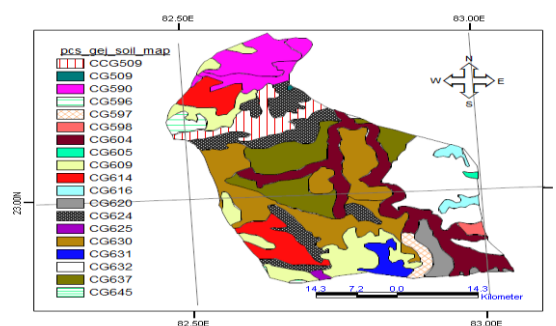 82.50E 83.00E
pcs_gej_soil_map
CCG509
CG509
CG590
CG596
CG597
CG598
CG604
CG605
CG609
CG614
CG616
CG620
CG624
CG625
CG630
CG631
CG632
CG637
CG645
N
W E
S
23.00N
14.3 7.2 0.0 14.3
Kilometer
82.50E 83.00E